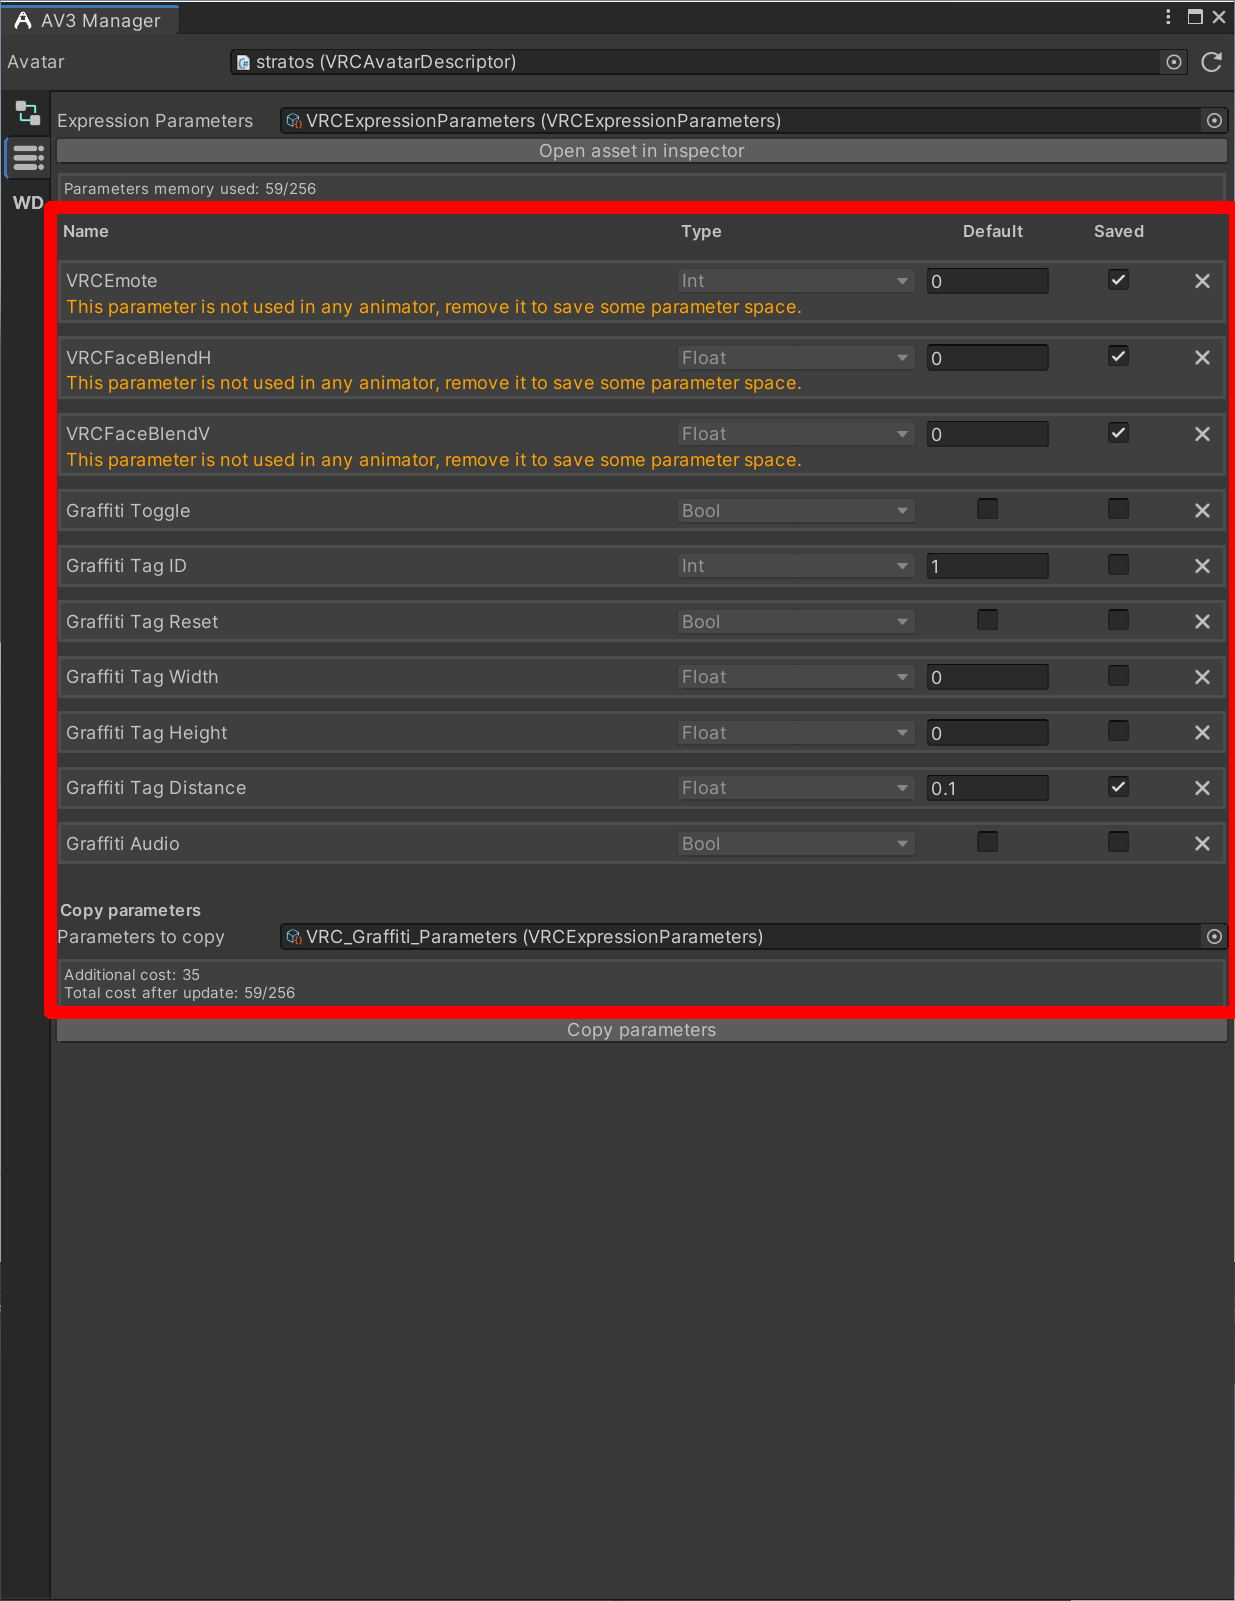 AV3 Manager
Avatar
stratos (VRCAvatarDescriptor)
Expression Parameters
VRCExpressionParameters (VRCExpressionParameters)
Open asset in inspector
Parameters memory used: 59/256
WD
Name Type Default Saved
VRCEmote Int 0
This parameter is not used in any animator, remove it to save some parameter space.
VRCFaceBlendH Float 0
This parameter is not used in any animator, remove it to save some parameter space.
VRCFaceBlendV Float 0
This parameter is not used in any animator, remove it to save some parameter space.
Graffiti Toggle Bool
Graffiti Tag ID Int 1
Graffiti Tag Reset Bool
Graffiti Tag Width Float 0
Graffiti Tag Height Float 0
Graffiti Tag Distance Float 0.1
Graffiti Audio Bool
Copy parameters
Parameters to copy VRC_Graffiti_Parameters (VRCExpressionParameters)
Additional cost: 35
Total cost after update: 59/256
Copy parameters